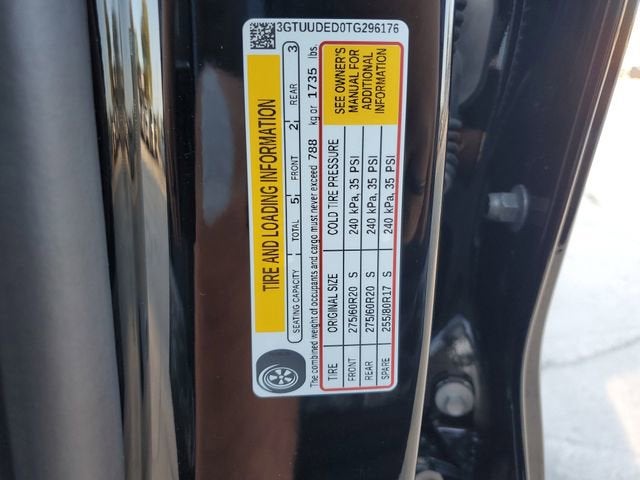 3GTUUDED0TG296176
TIRE AND LOADING INFORMATION
SEATING CAPACITY TOTAL 5 FRONT 2 REAR 3
The combined weight of occupants and cargo must never exceed 788 kg or 1735 lbs.
TIRE ORIGINAL SIZE COLD TIRE PRESSURE
FRONT 275/60R20 S 240 kPa, 35 PSI
REAR 275/60R20 S 240 kPa, 35 PSI
SPARE 255/80R17 S 240 kPa, 35 PSI
SEE OWNER'S
MANUAL FOR
ADDITIONAL
INFORMATION